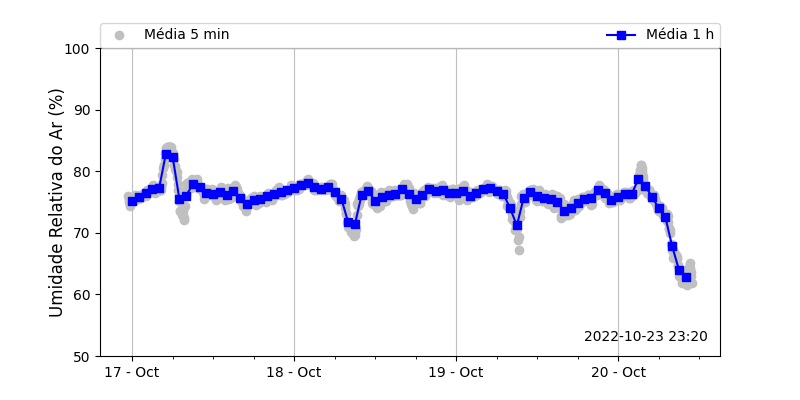 Média 5 min
Média 1 h
Umidade Relativa do Ar (%)
100
90
80
70
60
50
2022-10-23 23:20
17 - Oct
18 - Oct
19 - Oct
20 - Oct